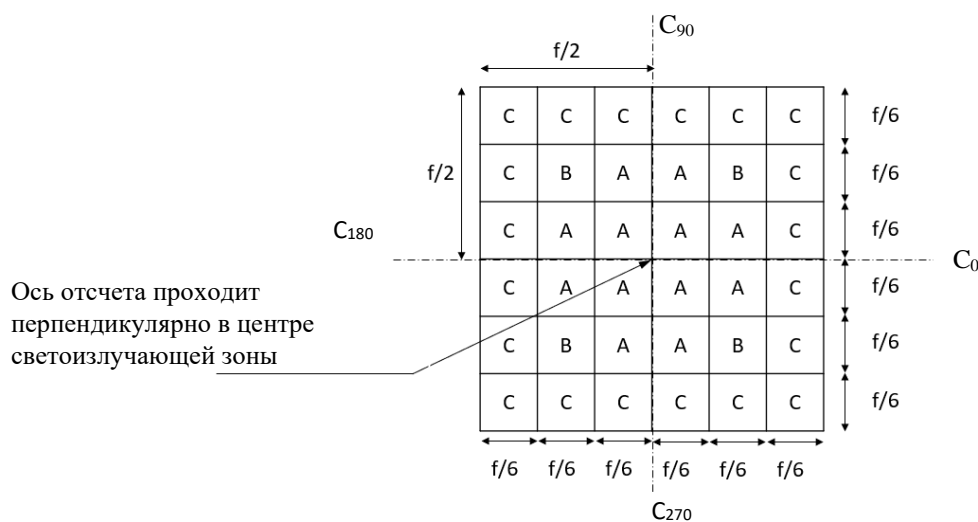 C90
f/2
C C C C C C f/6
f/2 C B A A B C f/6
C180 C A A A A C f/6
C0
Ось отсчета проходит
перпендикулярно в центре
светоизлучающей зоны
C A A A A C f/6
C B A A B C f/6
C C C C C C f/6
f/6 f/6 f/6 f/6 f/6 f/6
C270